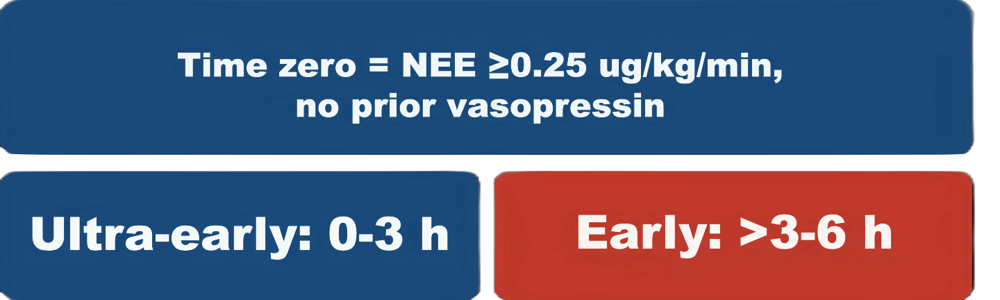 Time zero = NEE ≥0.25 ug/kg/min,
no prior vasopressin
Ultra-early: 0-3 h
Early: >3-6 h